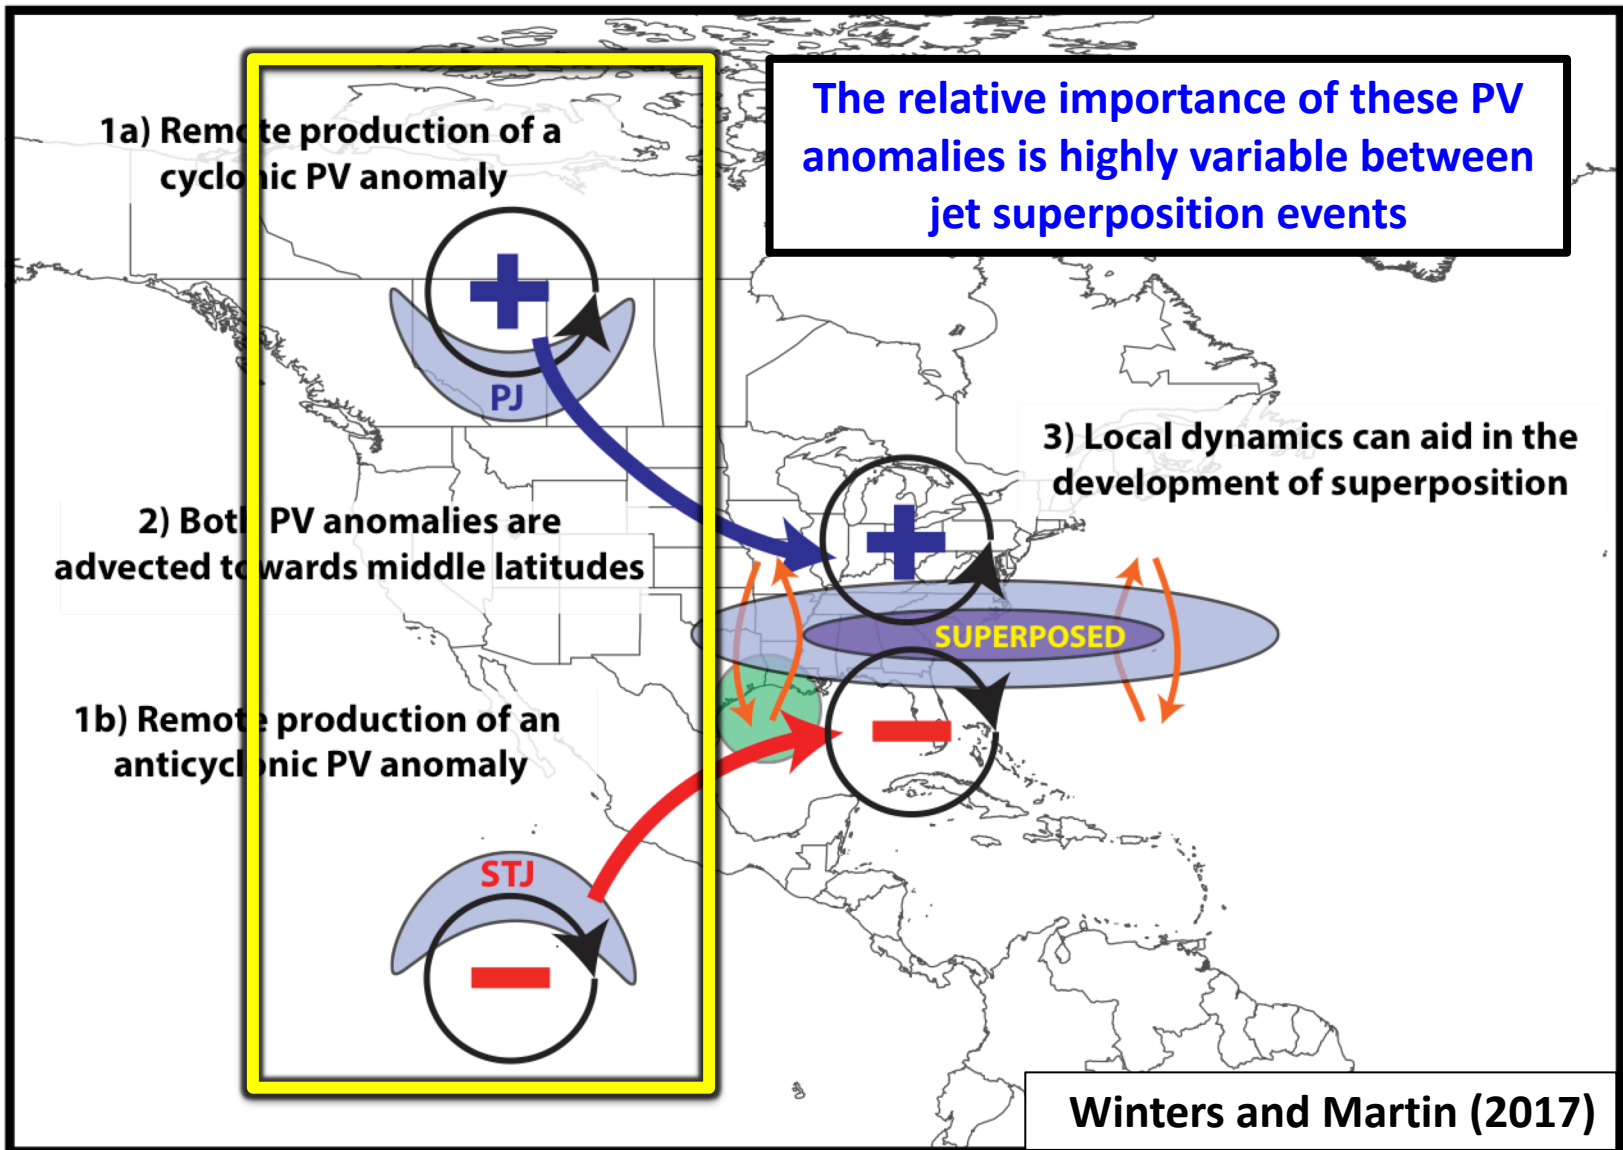 The relative importance of these PV
anomalies is highly variable between
jet superposition events
1a) Remote production of a
cyclonic PV anomaly
PJ
3) Local dynamics can aid in the
development of superposition
2) Both PV anomalies are
advected towards middle latitudes
SUPERPOSED
1b) Remote production of an
anticyclonic PV anomaly
STJ
Winters and Martin (2017)